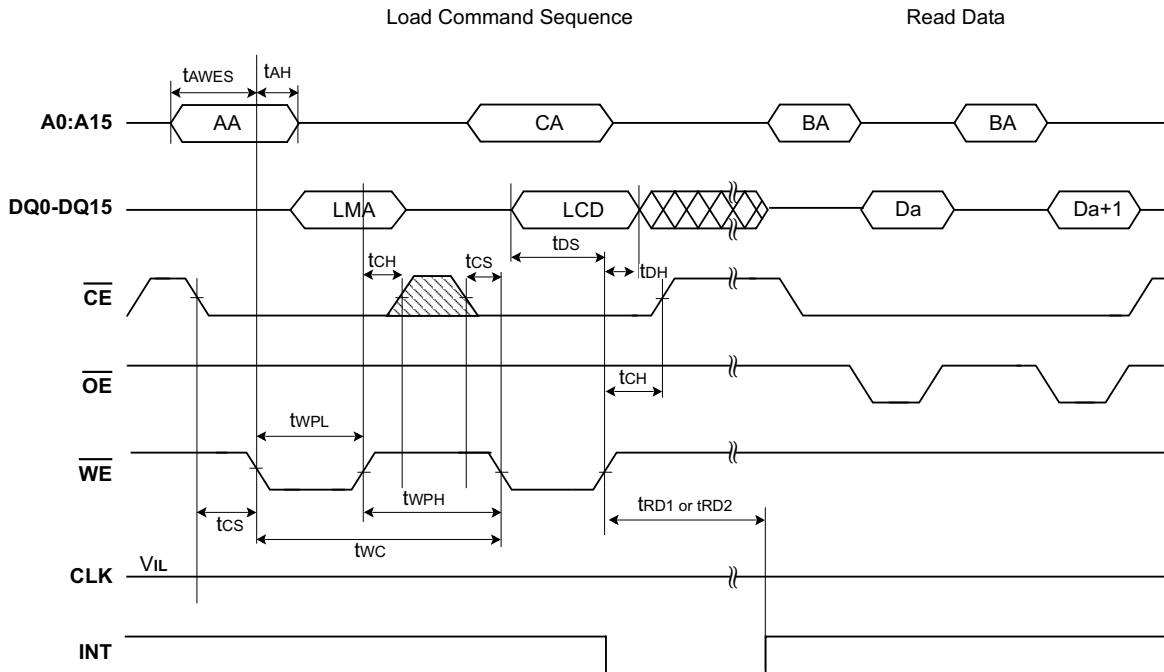 Load Command Sequence Read Data
tAWES tAH
A0:A15 AA CA BA BA
DQ0-DQ15 LMA LCD Da Da+1
tCH tCS tDS tDH
CE
OE tCH
tWPL
WE
tWPH tRD1 or tRD2
tCS tWC
VIL
CLK
INT